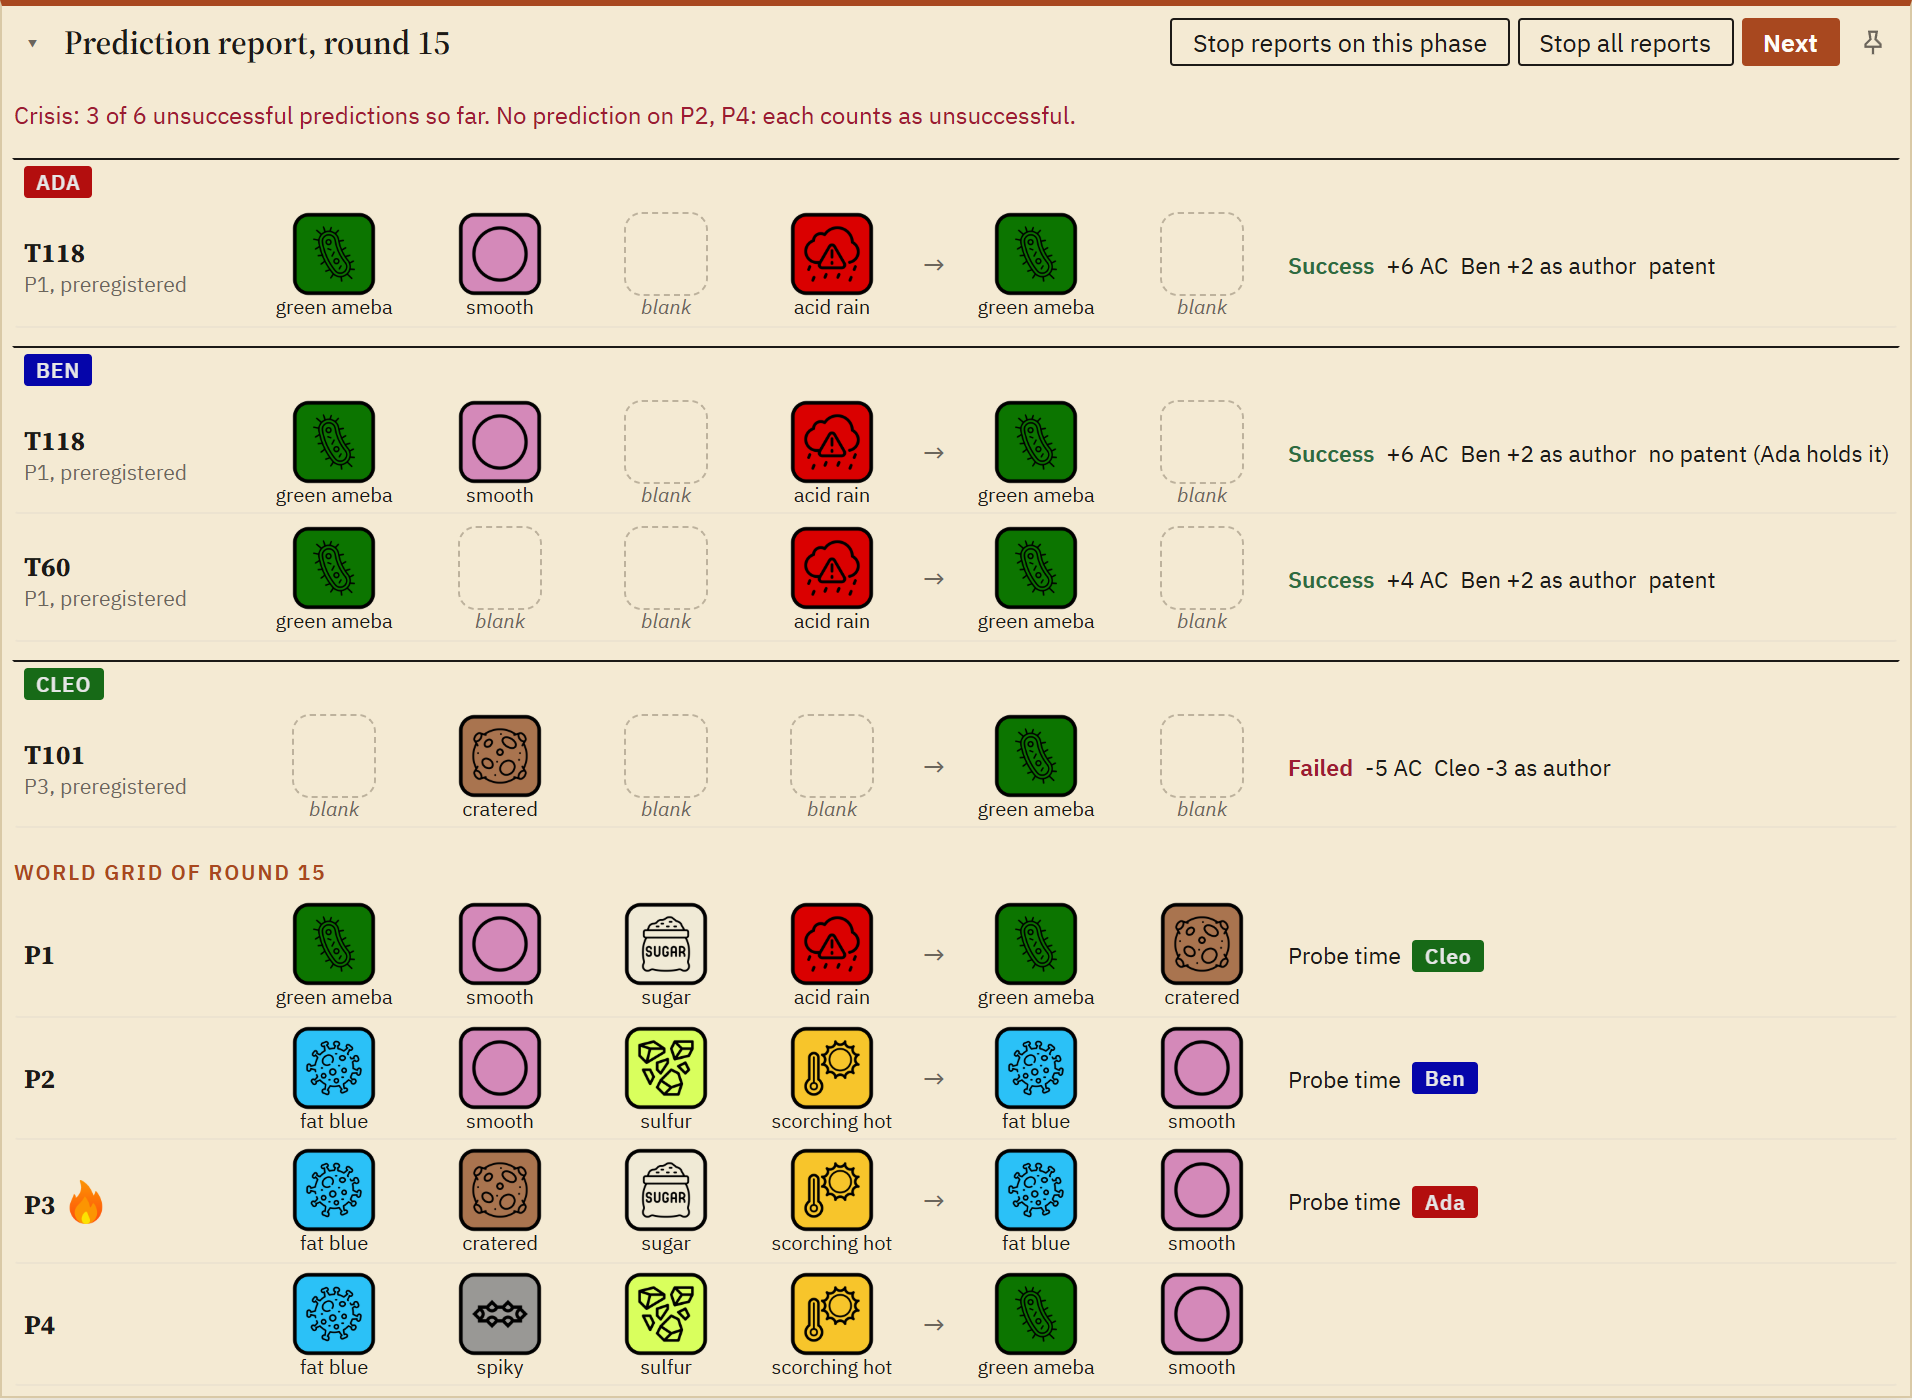 Prediction report, round 15
Stop reports on this phase
Stop all reports
Next
Crisis: 3 of 6 unsuccessful predictions so far. No prediction on P2, P4: each counts as unsuccessful.
ADA
T118
P1, preregistered
green ameba
smooth
blank
acid rain
→
green ameba
blank
Success +6 AC Ben +2 as author patent
BEN
T118
P1, preregistered
green ameba
smooth
blank
acid rain
→
green ameba
blank
Success +6 AC Ben +2 as author no patent (Ada holds it)
T60
P1, preregistered
green ameba
blank
blank
acid rain
→
green ameba
blank
Success +4 AC Ben +2 as author patent
CLEO
T101
P3, preregistered
blank
cratered
blank
blank
→
green ameba
blank
Failed -5 AC Cleo -3 as author
WORLD GRID OF ROUND 15
P1
green ameba
smooth
SUGAR
sugar
acid rain
→
green ameba
cratered
Probe time Cleo
P2
fat blue
smooth
sulfur
scorching hot
→
fat blue
smooth
Probe time Ben
P3
fat blue
cratered
SUGAR
sugar
scorching hot
→
fat blue
smooth
Probe time Ada
P4
fat blue
spiky
sulfur
scorching hot
→
green ameba
smooth